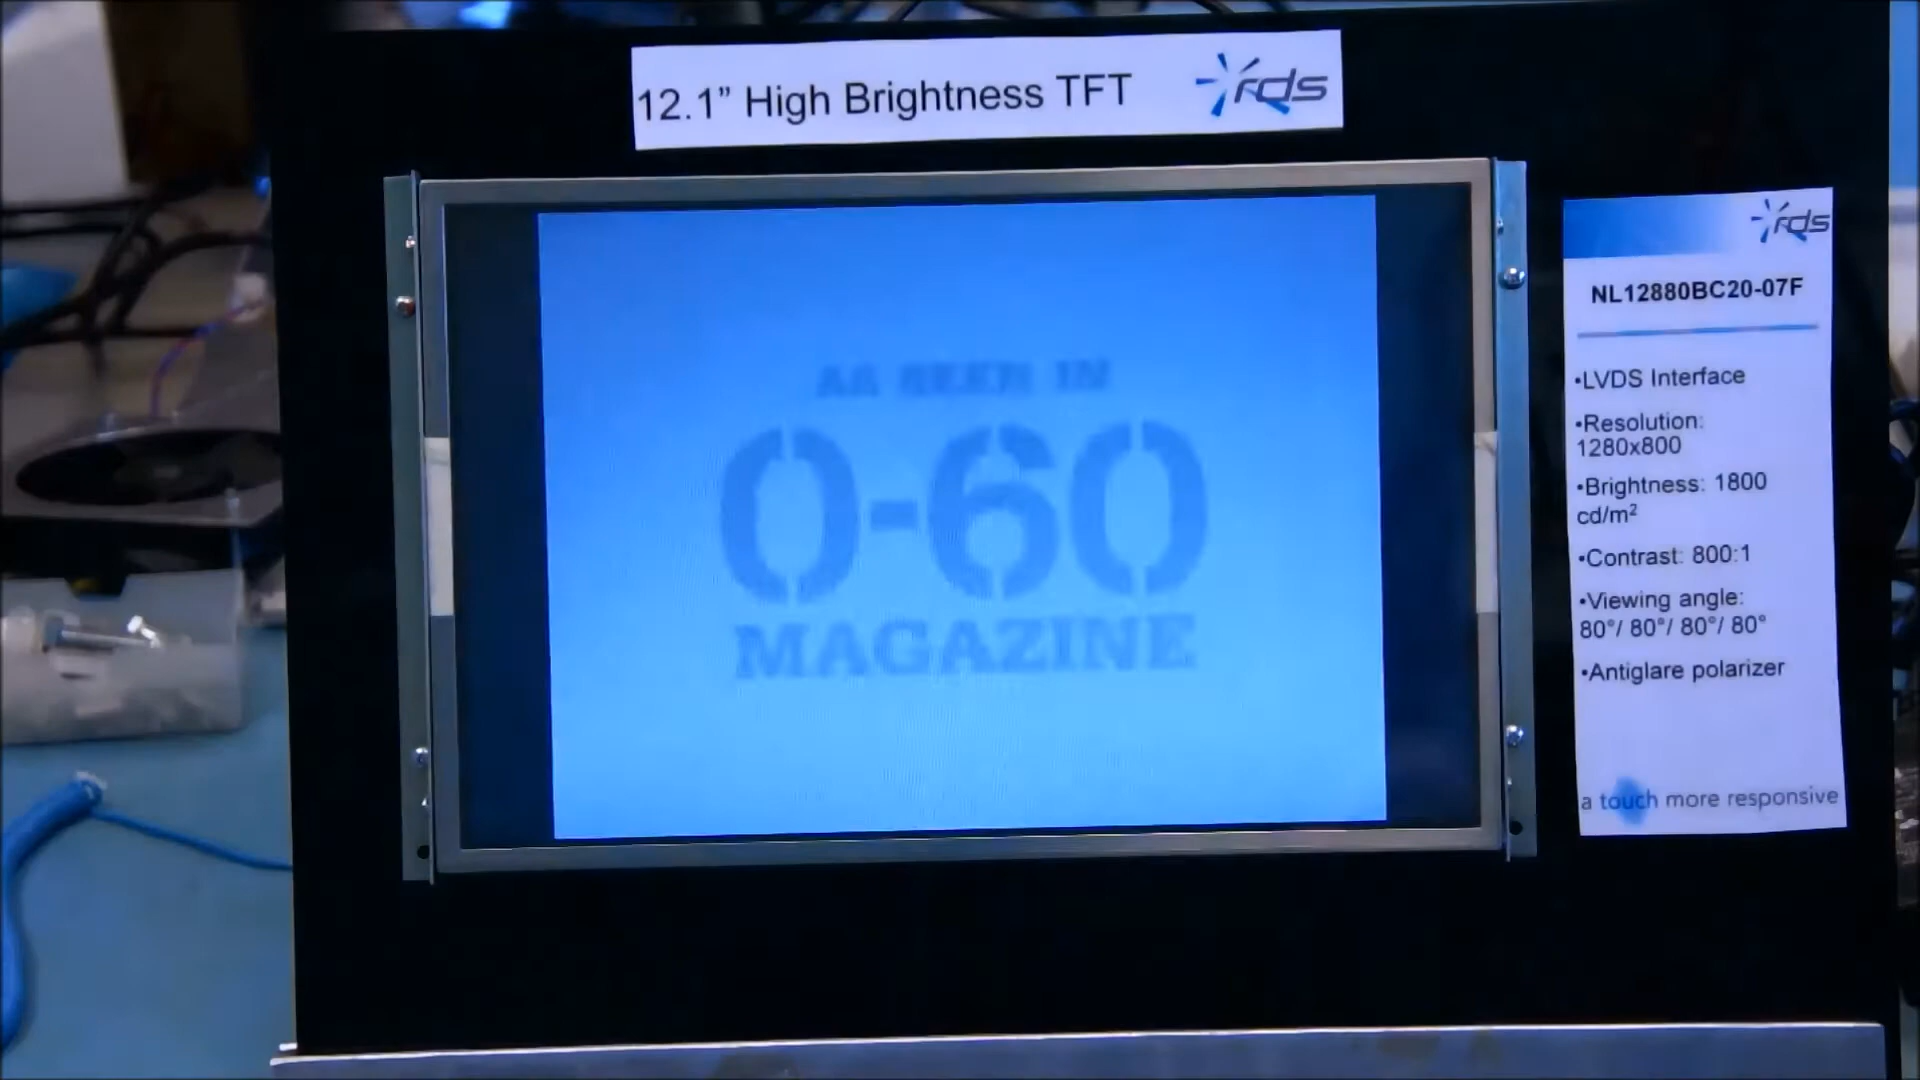 12.1” High Brightness TFT
rds
AS SEEN IN
0-60
MAGAZINE
rds
NL12880BC20-07F
•LVDS Interface
•Resolution:
1280x800
•Brightness: 1800
cd/m²
•Contrast: 800:1
•Viewing angle:
80°/ 80°/ 80°/ 80°
•Antiglare polarizer
a touch more responsive